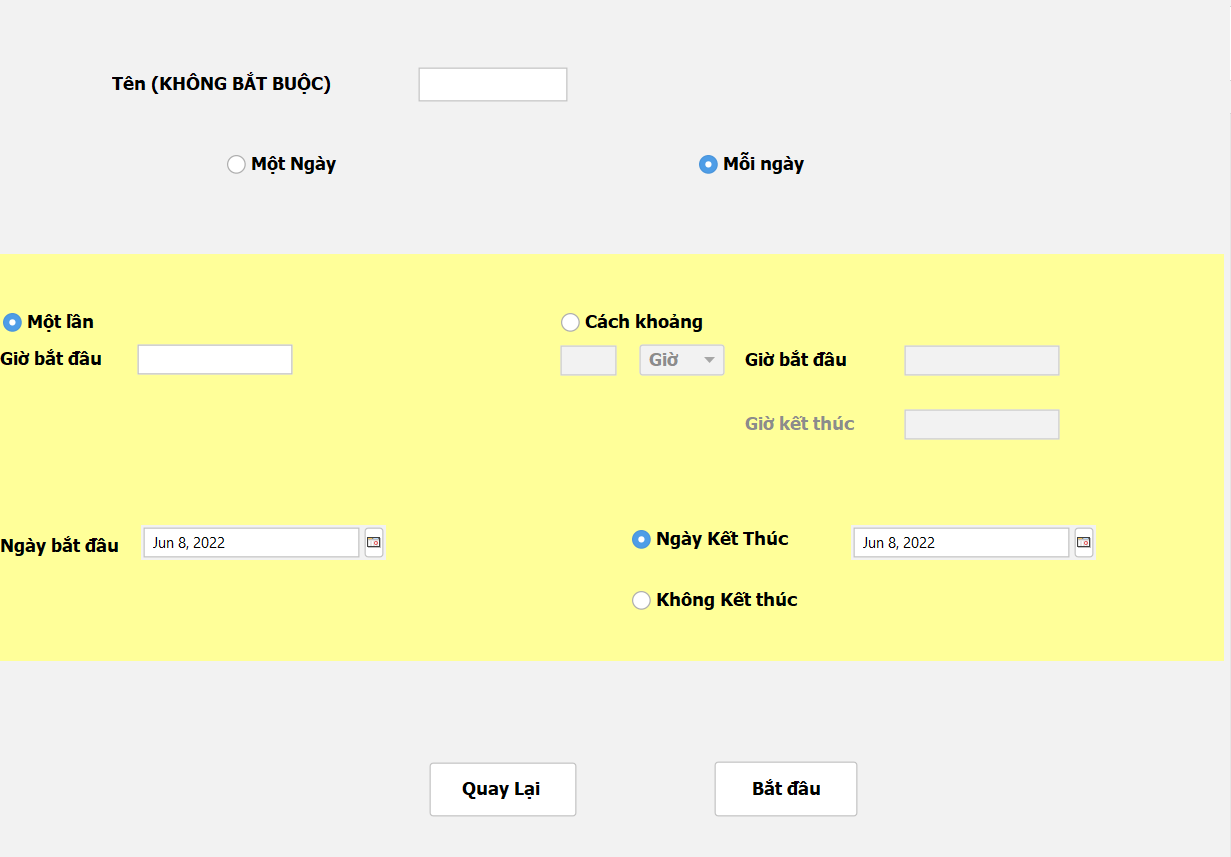 Tên (KHÔNG BẮT BUỘC)
Một Ngày Mỗi ngày
Một lần Cách khoảng
Giờ bắt đầu Giờ Giờ bắt đầu
Giờ kết thúc
Ngày bắt đầu Jun 8, 2022 Ngày Kết Thúc Jun 8, 2022
Không Kết thúc
Quay Lại Bắt đầu